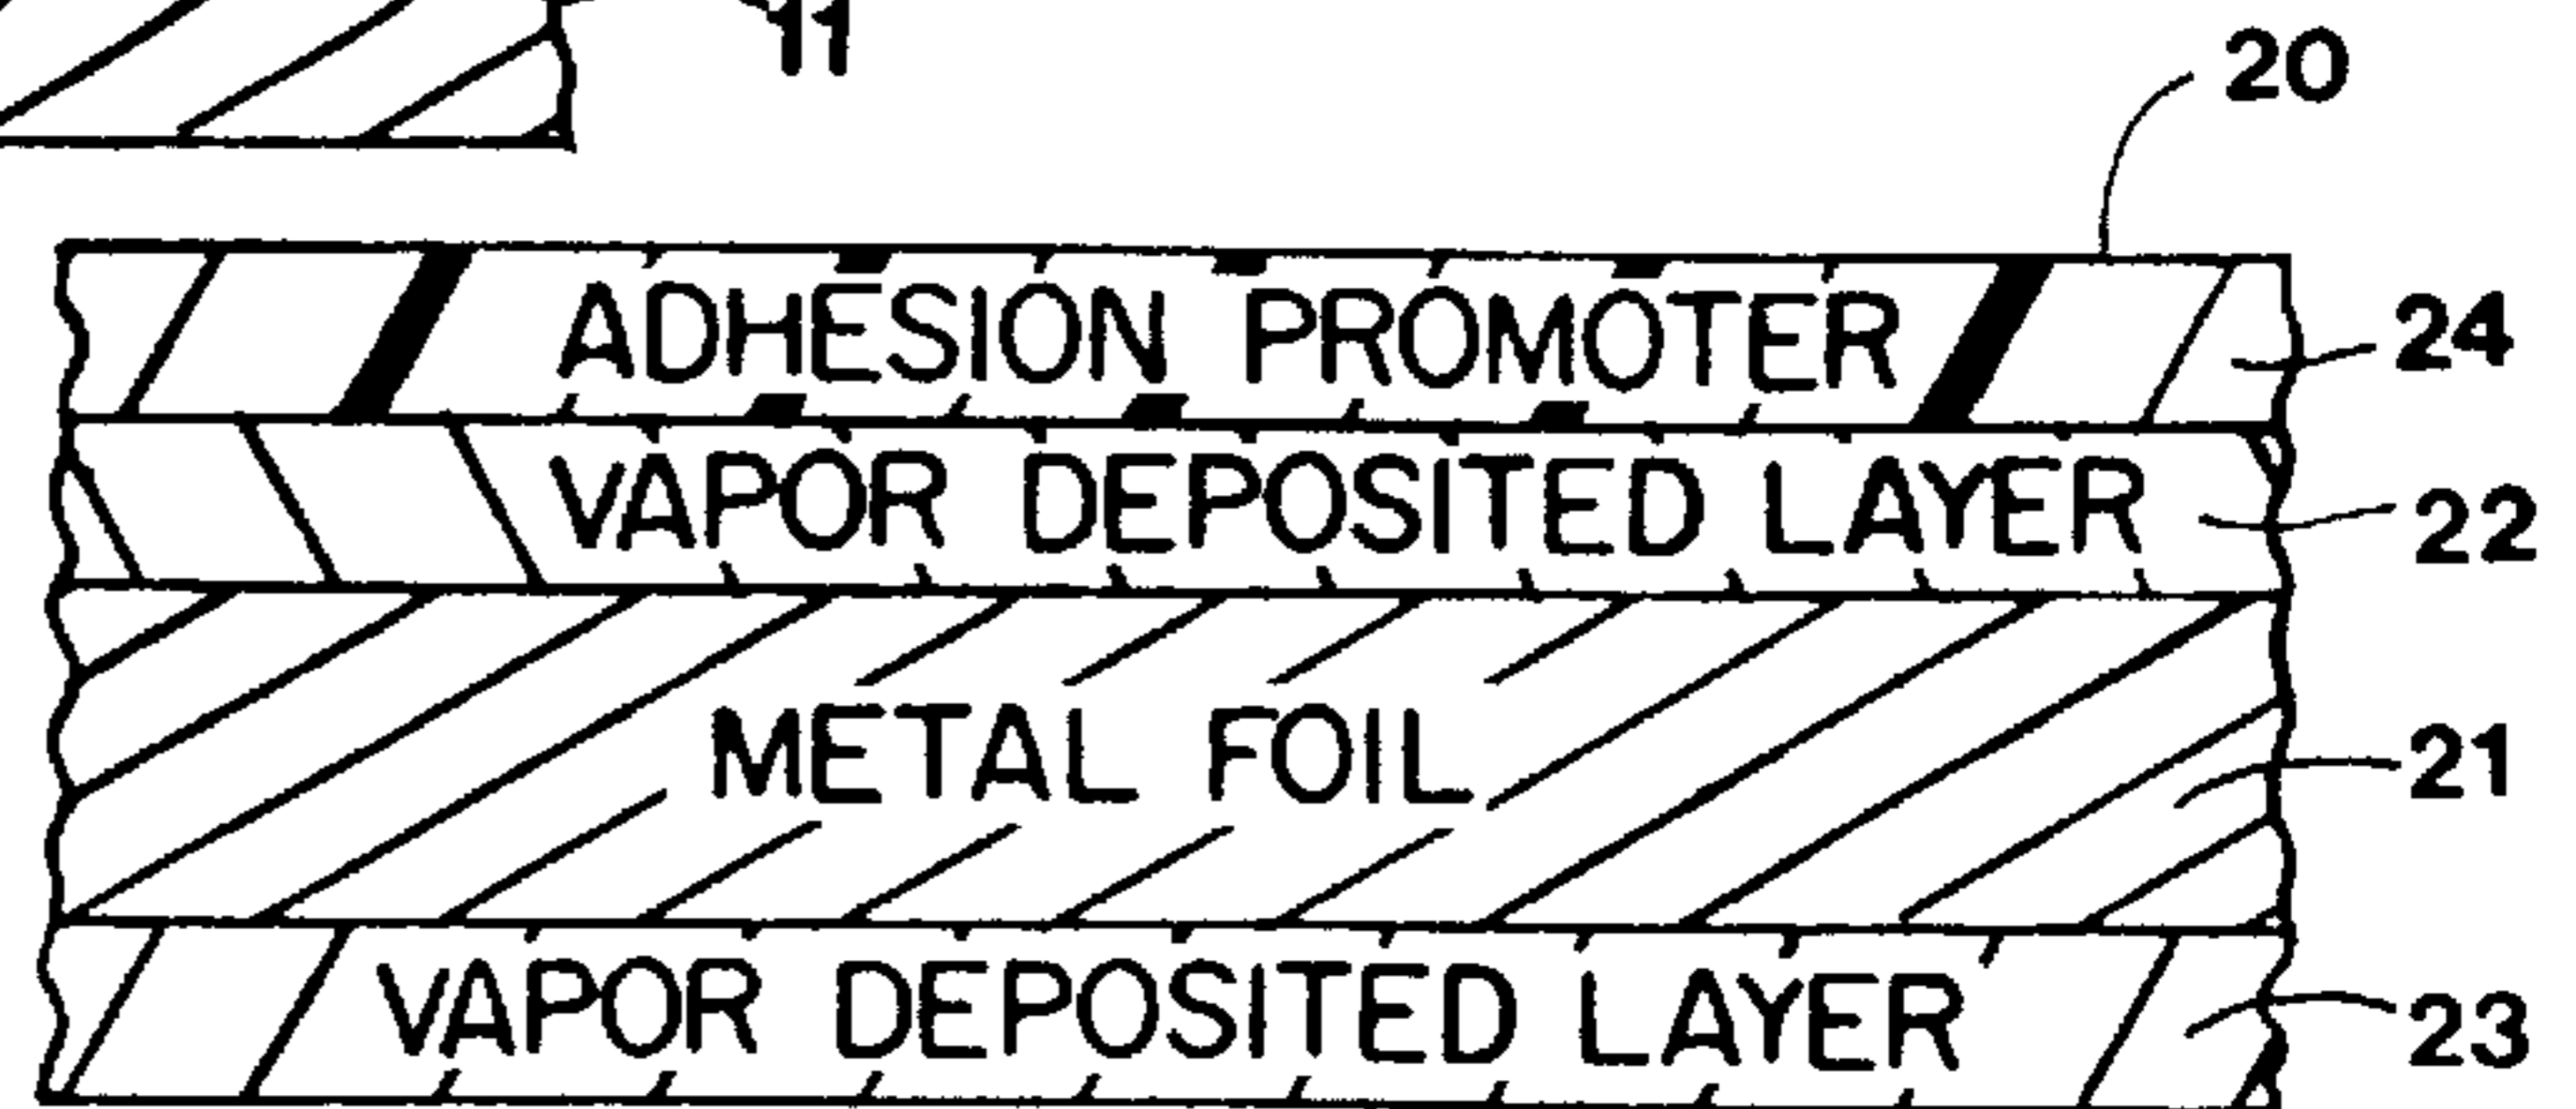 11
20
ADHESION PROMOTER 24
VAPOR DEPOSITED LAYER 22
METAL FOIL 21
VAPOR DEPOSITED LAYER 23